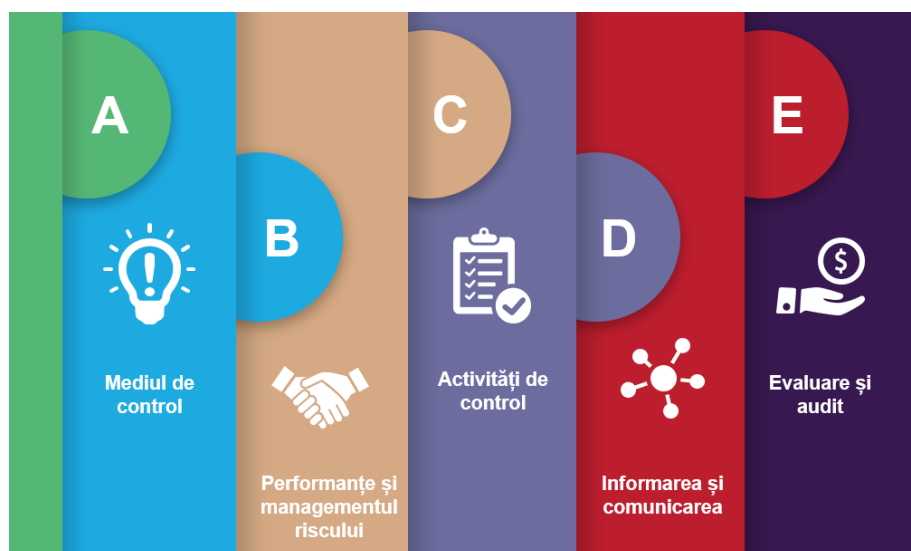 A
Mediul de
control
B
Performanțe și
managementul
riscului
C
Activități de
control
D
Informarea și
comunicarea
E
$
Evaluare și
audit